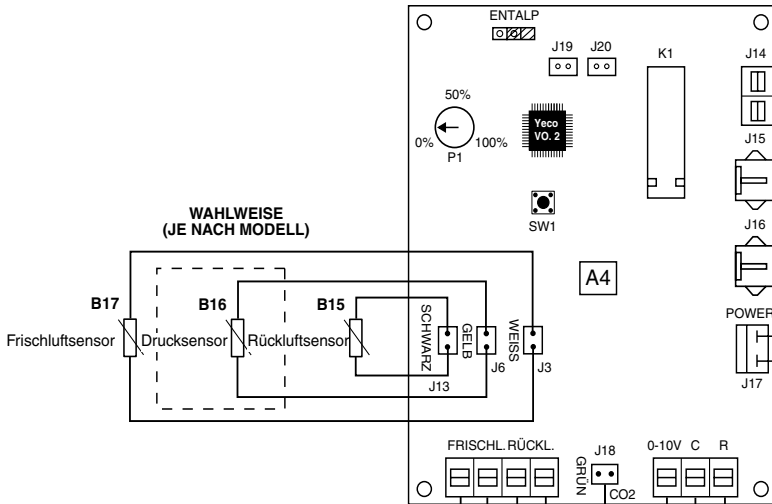 ENTALP
J19
J20
K1
J14
50%
0%
100%
P1
Yeco
VO. 2
J15
SW1
WAHLWEISE
(JE NACH MODELL)
J16
A4
B17
B16
B15
Frischluftsensor
Drucksensor
Rückluftsensor
SCHWARZ
GELB
WEISS
J13
J6
J3
POWER
J17
FRISCHL.
RÜCKL.
GRÜN
J18
CO2
0-10V
C
R